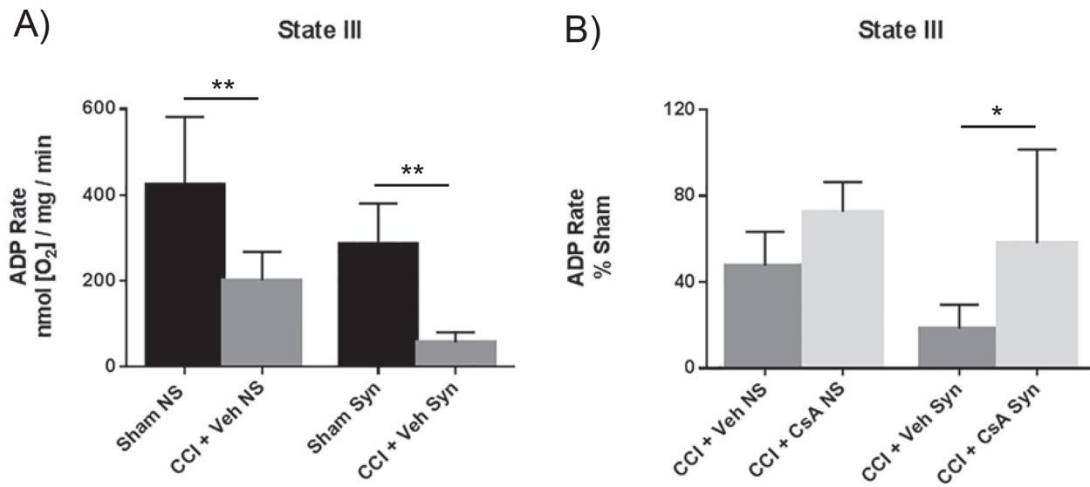 A)
State III
ADP Rate
nmol [O₂] / mg / min
600
400
200
0
**
**
Sham NS
CCI + Veh NS
Sham Syn
CCI + Veh Syn
B)
State III
ADP Rate
% Sham
120
80
40
0
*
CCI + Veh NS
CCI + CsA NS
CCI + Veh Syn
CCI + CsA Syn